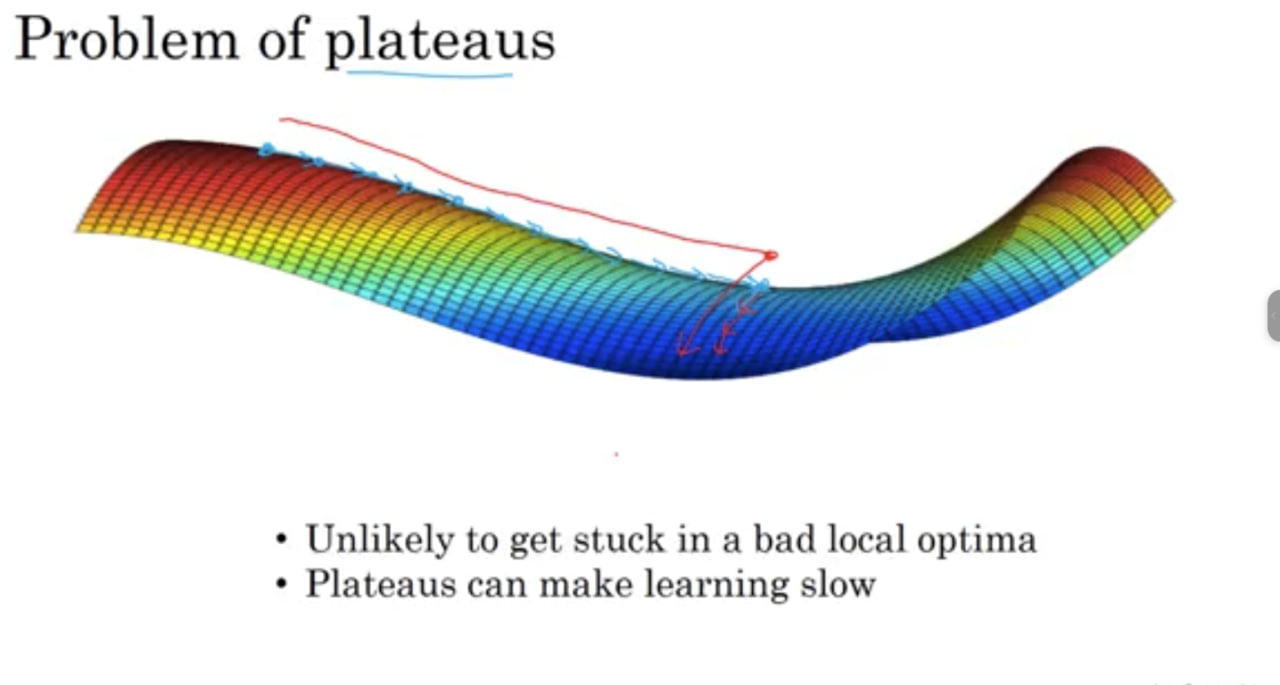 Problem of plateaus
• Unlikely to get stuck in a bad local optima
• Plateaus can make learning slow